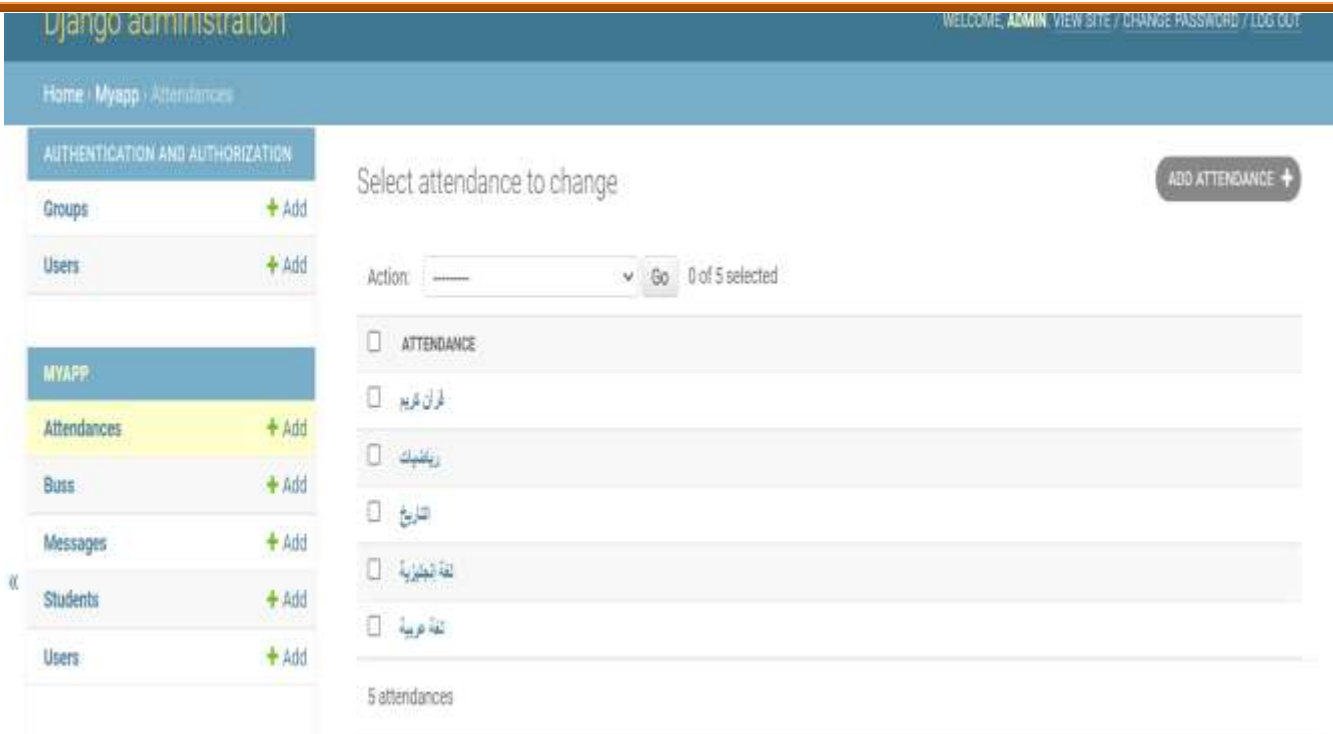 Django administration
WELCOME, ADMIN. VIEW SITE / CHANGE PASSWORD / LOG OUT
Home › Myapp › Attendances
AUTHENTICATION AND AUTHORIZATION
Groups + Add
Users + Add
MYAPP
Attendances + Add
Buss + Add
Messages + Add
Students + Add
Users + Add
«
Select attendance to change
ADD ATTENDANCE +
Action: --------- Go 0 of 5 selected
ATTENDANCE
قرأن كريم
رياضيات
التاريخ
لغة انجليزية
لغة عربية
5 attendances